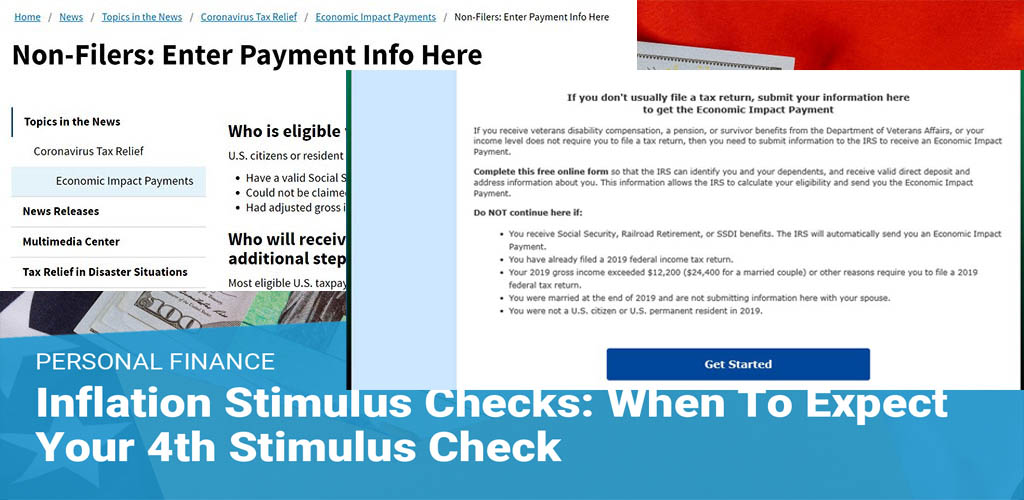 Home / News / Topics in the News / Coronavirus Tax Relief / Economic Impact Payments / Non-Filers: Enter Payment Info Here
Non-Filers: Enter Payment Info Here
Topics in the News
Coronavirus Tax Relief
Economic Impact Payments
News Releases
Multimedia Center
Tax Relief in Disaster Situations
Who is eligible
U.S. citizens or resident
Have a valid Social S
Could not be claime
Had adjusted gross i
Who will receiv
additional step
Most eligible U.S. taxpay
If you don't usually file a tax return, submit your information here
to get the Economic Impact Payment
If you receive veterans disability compensation, a pension, or survivor benefits from the Department of Veterans Affairs, or your
income level does not require you to file a tax return, then you need to submit information to the IRS to receive an Economic Impact
Payment.
Complete this free online form so that the IRS can identify you and your dependents, and receive valid direct deposit and
address information about you. This information allows the IRS to calculate your eligibility and send you the Economic Impact
Payment.
Do NOT continue here if:
You receive Social Security, Railroad Retirement, or SSDI benefits. The IRS will automatically send you an Economic Impact
Payment.
You have already filed a 2019 federal income tax return.
Your 2019 gross income exceeded $12,200 ($24,400 for a married couple) or other reasons require you to file a 2019
federal tax return.
You were married at the end of 2019 and are not submitting information here with your spouse.
You were not a U.S. citizen or U.S. permanent resident in 2019.
Get Started
100
PERSONAL FINANCE
Inflation Stimulus Checks: When To Expect
Your 4th Stimulus Check